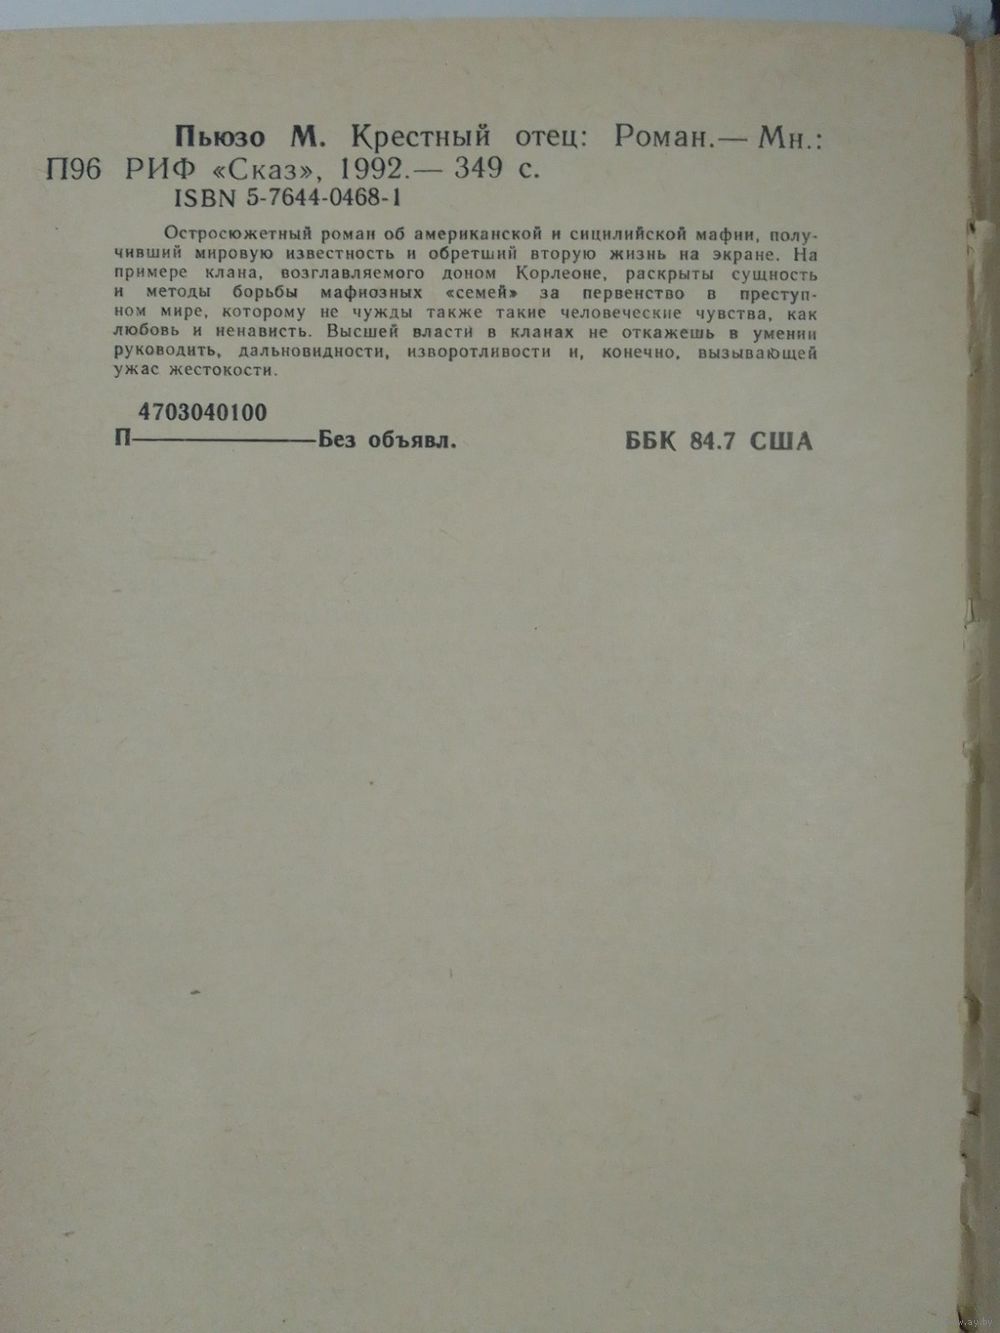 Пьюзо М. Крестный отец: Роман.— Мн.:
П96 РИФ «Сказ», 1992.— 349 с.
ISBN 5-7644-0468-1
Остросюжетный роман об американской и сицилийской мафии, полу-
чивший мировую известность и обретший вторую жизнь на экране. На
примере клана, возглавляемого доном Корлеоне, раскрыты сущность
и методы борьбы мафиозных «семей» за первенство в преступ-
ном мире, которому не чужды также такие человеческие чувства, как
любовь и ненависть. Высшей власти в кланах не откажешь в умении
руководить, дальновидности, изворотливости и, конечно, вызывающей
ужас жестокости.
4703040100
П————————Без объявл. ББК 84.7 США
www.ay.by